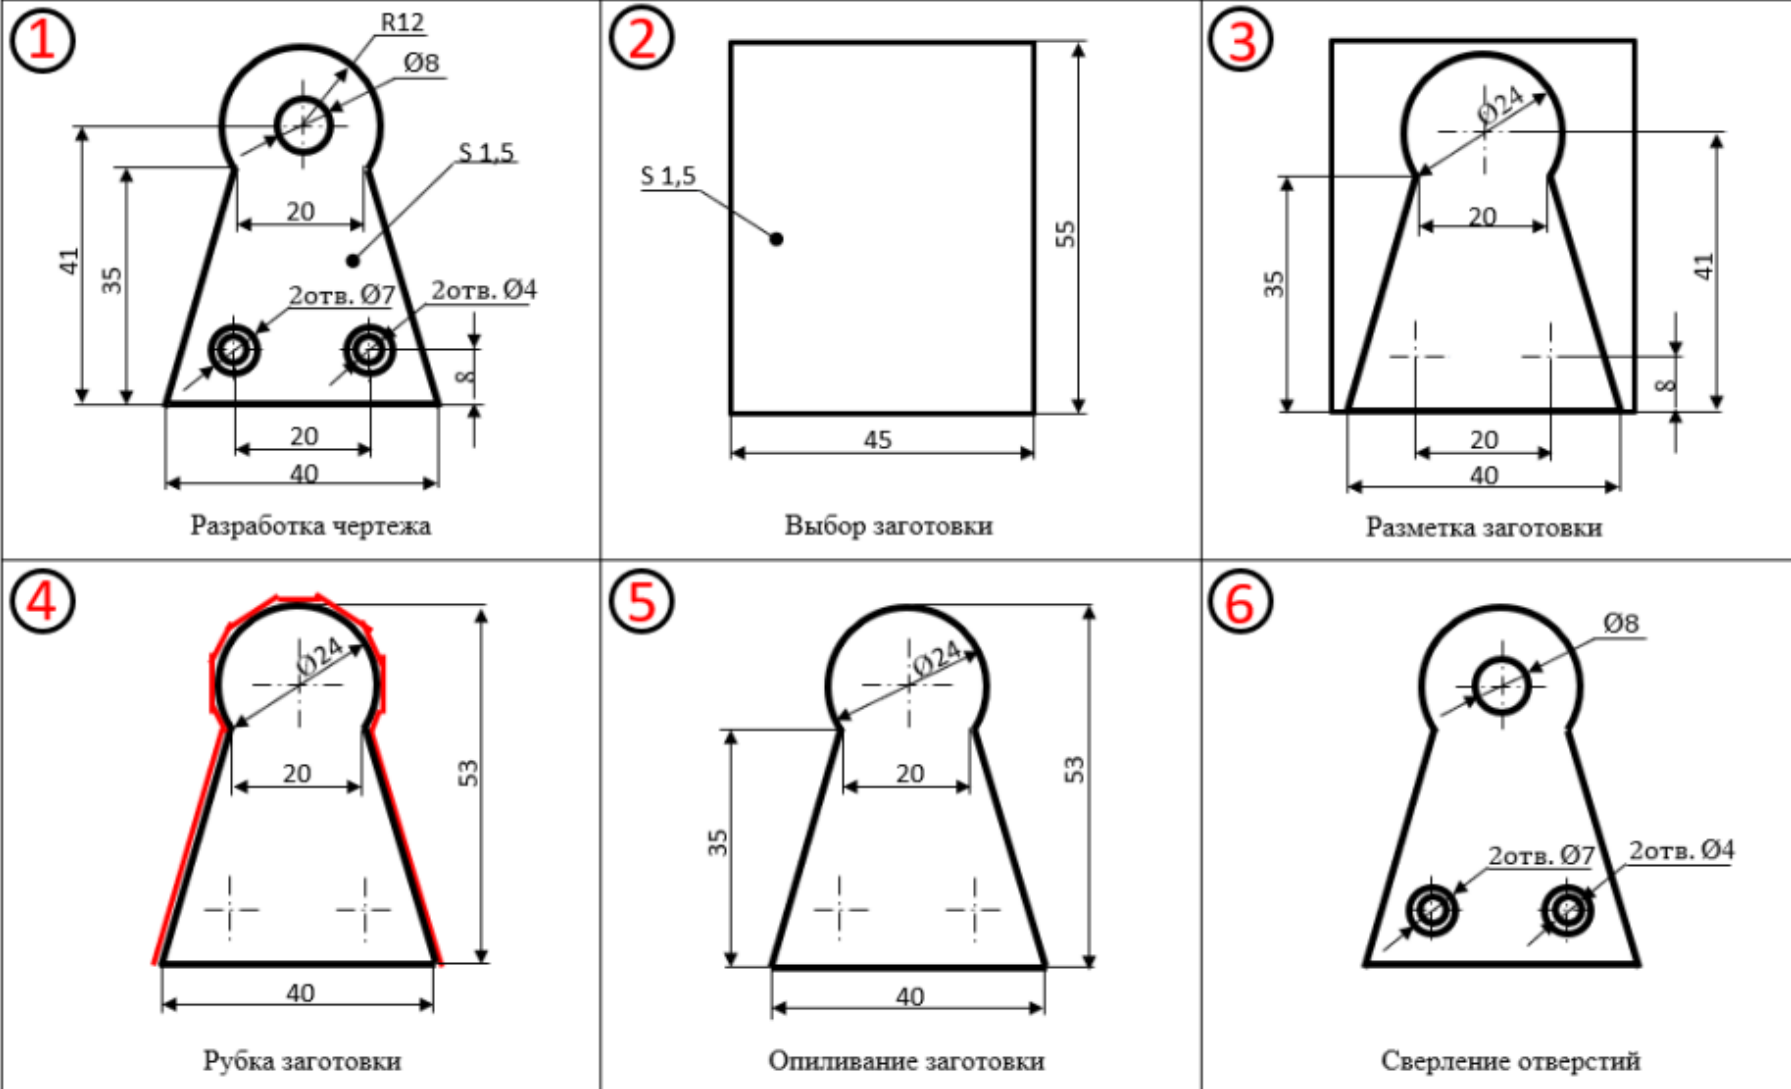 1
R12
Ø8
S 1,5
20
41
35
2отв. Ø7
2отв. Ø4
8
20
40
Разработка чертежа
2
S 1,5
55
45
Выбор заготовки
3
Ø24
20
35
41
8
20
40
Разметка заготовки
4
Ø24
20
53
40
Рубка заготовки
5
Ø24
20
35
53
40
Опиливание заготовки
6
Ø8
2отв. Ø7
2отв. Ø4
Сверление отверстий